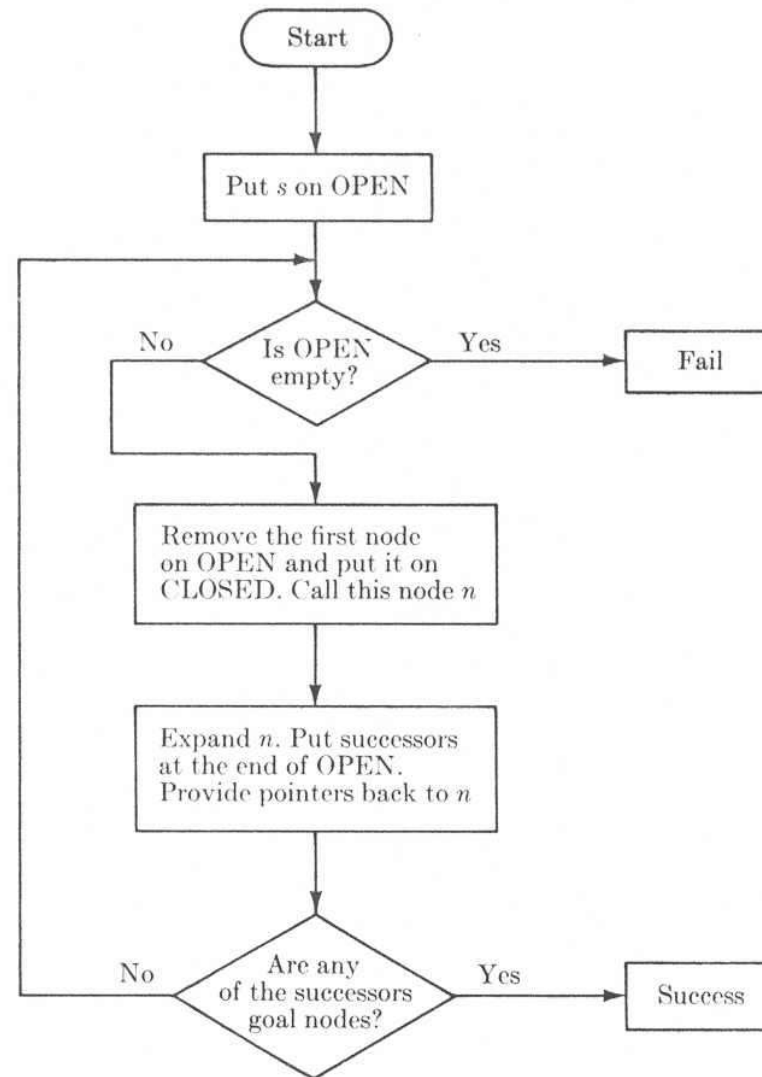 Start
Put s on OPEN
No
Is OPEN
empty?
Yes
Fail
Remove the first node
on OPEN and put it on
CLOSED. Call this node n
Expand n. Put successors
at the end of OPEN.
Provide pointers back to n
No
Are any
of the successors
goal nodes?
Yes
Success